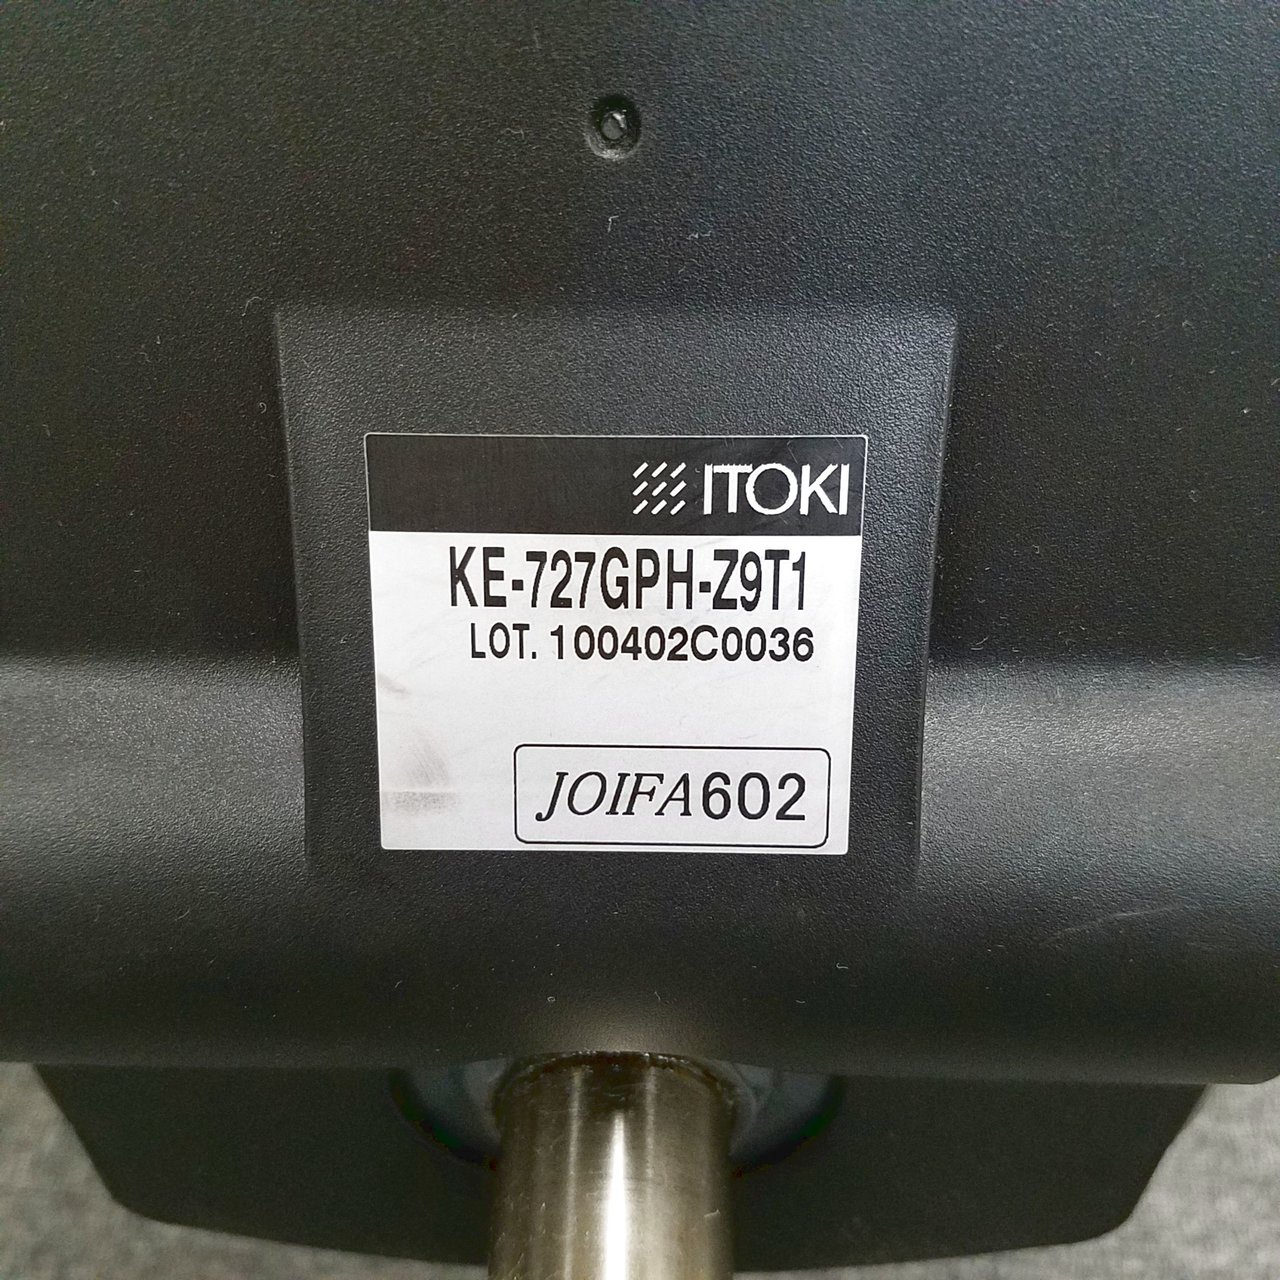 ITOKI
KE-727GPH-Z9T1
LOT. 100402C0036
JOIFA602